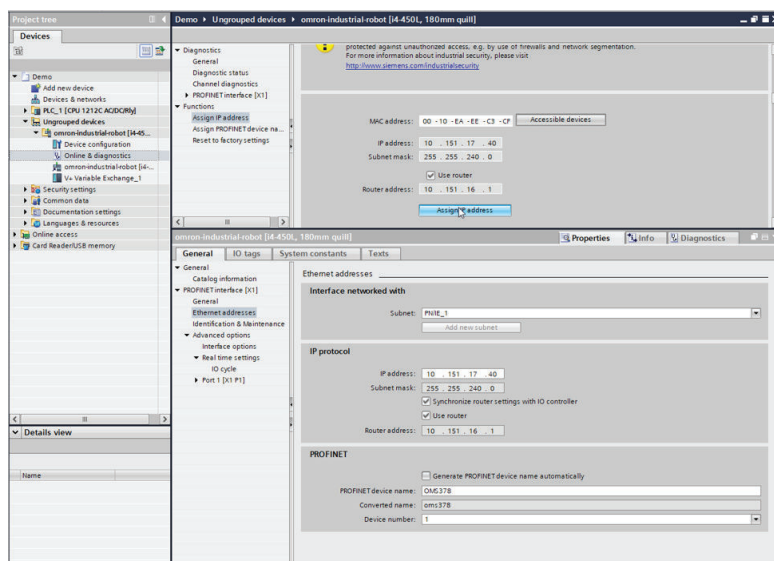 Project tree
Devices
Demo
Add new device
Devices & networks
PLC_1 [CPU 1212C AC/DC/Rly]
Ungrouped devices
omron-industrial-robot [i4-45...
Device configuration
Online & diagnostics
omron-industrial-robot [i4-...
V+ Variable Exchange_1
Security settings
Common data
Documentation settings
Languages & resources
Online access
Card Reader/USB memory
Details view
Name
Demo Ungrouped devices omron-industrial-robot [i4-450L, 180mm quill]
Diagnostics
General
Diagnostic status
Channel diagnostics
PROFINET interface [X1]
Functions
Assign IP address
Assign PROFINET device na...
Reset to factory settings
protected against unauthorized access, e.g. by use of firewalls and network segmentation.
For more information about industrial security, please visit
http://www.siemens.com/industrialsecurity
MAC address: 00 -10 -EA -EE -C3 -CF Accessible devices
IP address: 10 . 151 . 17 . 40
Subnet mask: 255 . 255 . 240 . 0
Use router
Router address: 10 . 151 . 16 . 1
Assign IP address
omron-industrial-robot [i4-450L, 180mm quill]
Properties Info Diagnostics
General IO tags System constants Texts
General
Catalog information
PROFINET interface [X1]
General
Ethernet addresses
Identification & Maintenance
Advanced options
Interface options
Real time settings
IO cycle
Port 1 [X1 P1]
Ethernet addresses
Interface networked with
Subnet: PN/IE_1
Add new subnet
IP protocol
IP address: 10 . 151 . 17 . 40
Subnet mask: 255 . 255 . 240 . 0
Synchronize router settings with IO controller
Use router
Router address: 10 . 151 . 16 . 1
PROFINET
Generate PROFINET device name automatically
PROFINET device name: OMS378
Converted name: oms378
Device number: 1